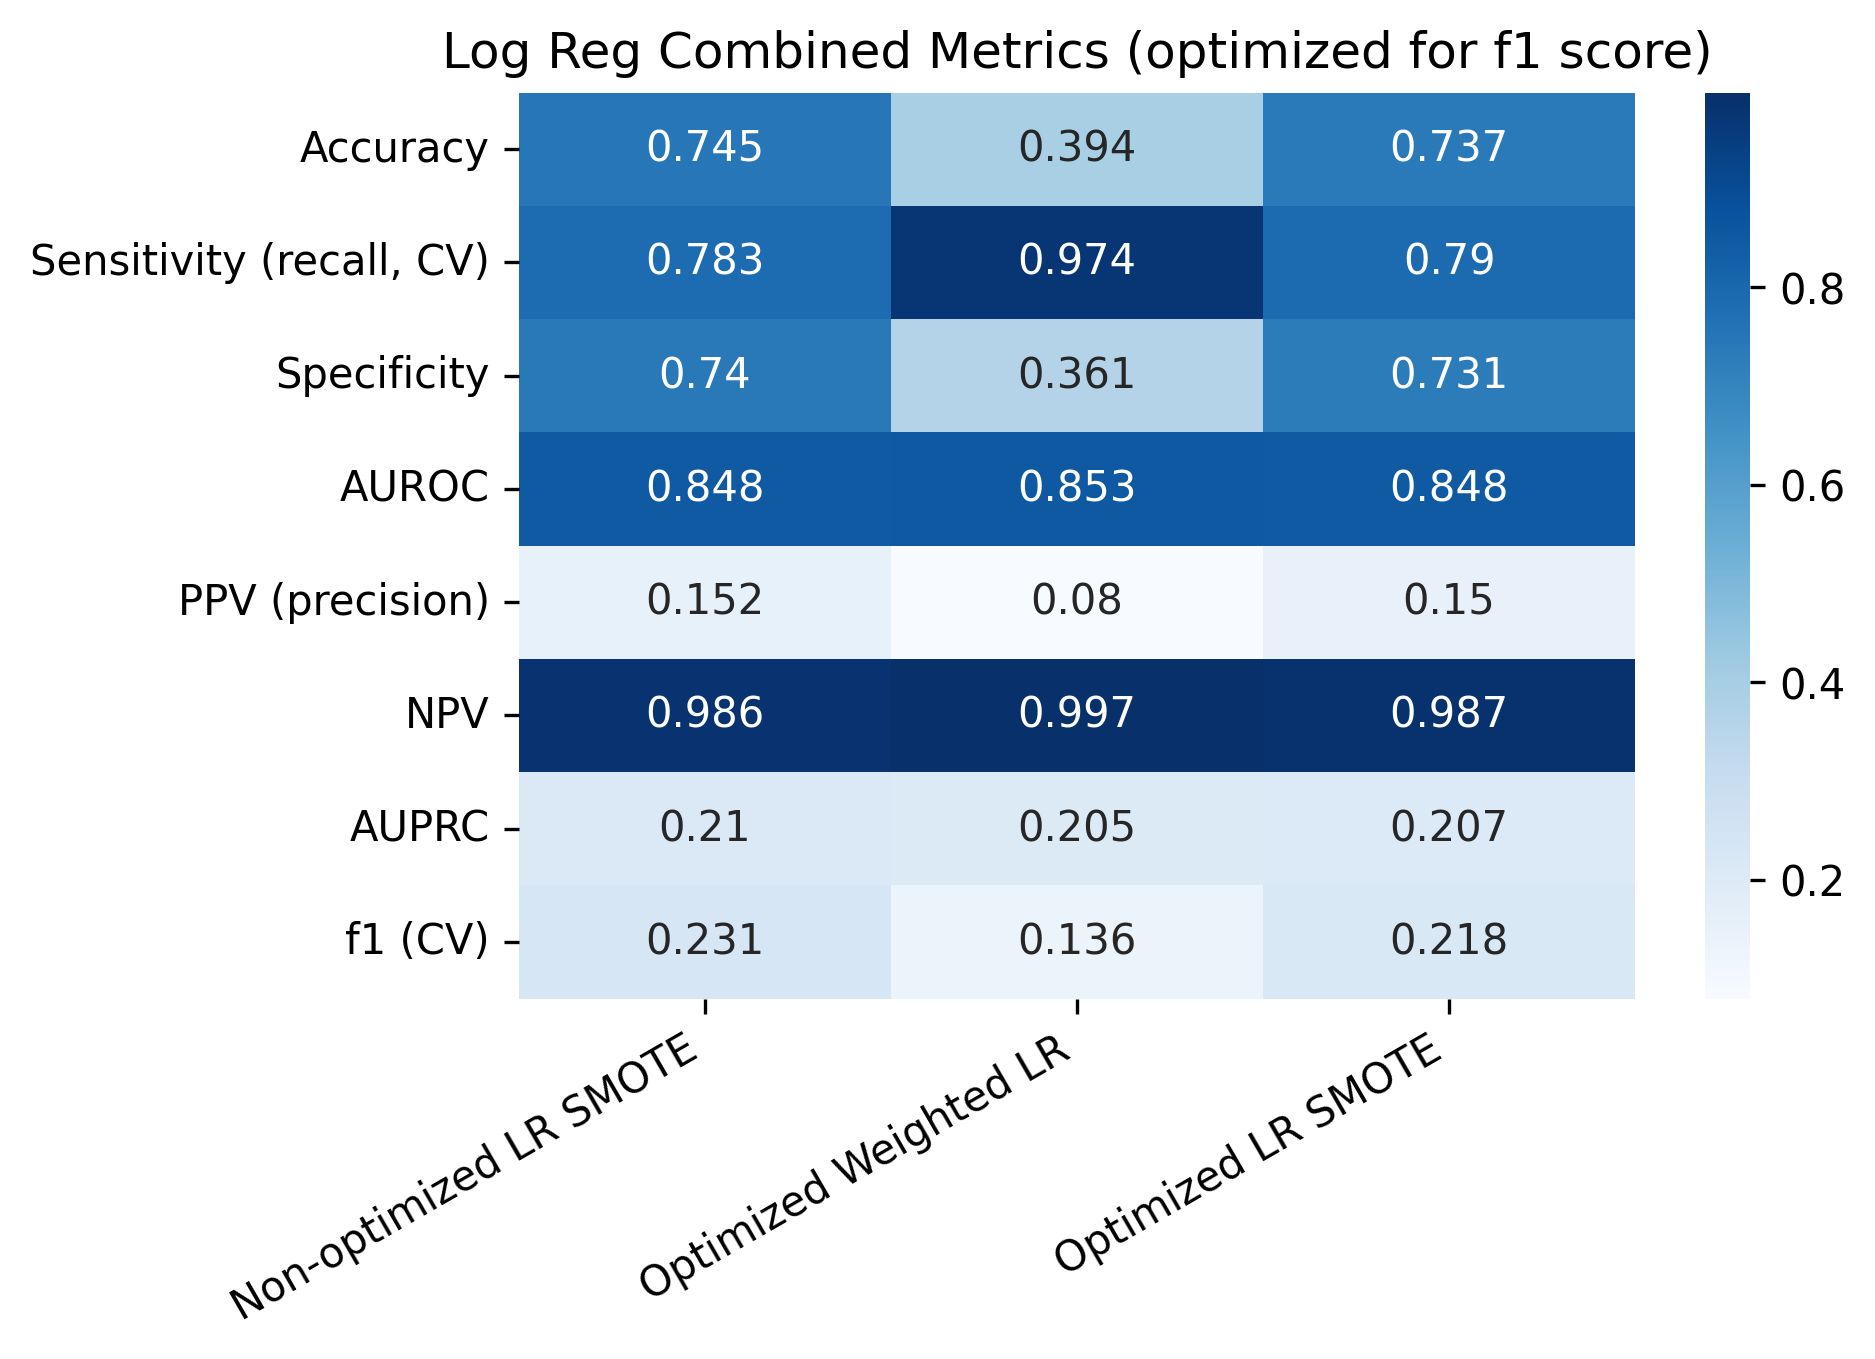 Log Reg Combined Metrics (optimized for f1 score)
Accuracy 0.745 0.394 0.737
Sensitivity (recall, CV) 0.783 0.974 0.79
Specificity 0.74 0.361 0.731
AUROC 0.848 0.853 0.848
PPV (precision) 0.152 0.08 0.15
NPV 0.986 0.997 0.987
AUPRC 0.21 0.205 0.207
f1 (CV) 0.231 0.136 0.218
Non-optimized LR SMOTE
Optimized Weighted LR
Optimized LR SMOTE
0.8
0.6
0.4
0.2